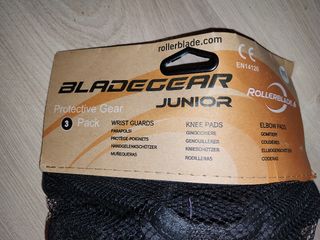 rollerblade.com
CE
EN14120
BLADEGEAR
JUNIOR
ROLLERBLADE
Protective Gear
3 Pack
WRIST GUARDS
PARAPOLSI
PROTÈGE-POIGNETS
HANDGELENKSCHÜTZER
MUÑEQUERAS
KNEE PADS
GINOCCHIERE
GENOUILLÈRES
KNIESCHÜTZER
RODILLERAS
ELBOW PADS
GOMITIERE
COUDIÈRES
ELLBOGENSCHÜTZER
CODERAS